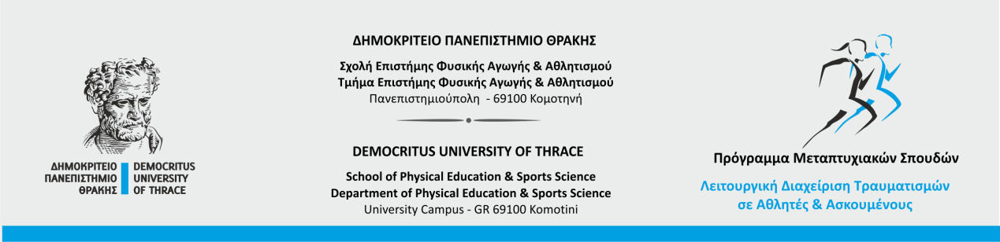 ΔΗΜΟΚΡΙΤΕΙΟ
ΠΑΝΕΠΙΣΤΗΜΙΟ
ΘΡΑΚΗΣ
DEMOCRITUS
UNIVERSITY
OF THRACE
ΔΗΜΟΚΡΙΤΕΙΟ ΠΑΝΕΠΙΣΤΗΜΙΟ ΘΡΑΚΗΣ
Σχολή Επιστήμης Φυσικής Αγωγής & Αθλητισμού
Τμήμα Επιστήμης Φυσικής Αγωγής & Αθλητισμού
Πανεπιστημιούπολη - 69100 Κομοτηνή
DEMOCRITUS UNIVERSITY OF THRACE
School of Physical Education & Sports Science
Department of Physical Education & Sports Science
University Campus - GR 69100 Komotini
Πρόγραμμα Μεταπτυχιακών Σπουδών
Λειτουργική Διαχείριση Τραυματισμών
σε Αθλητές & Ασκουμένους